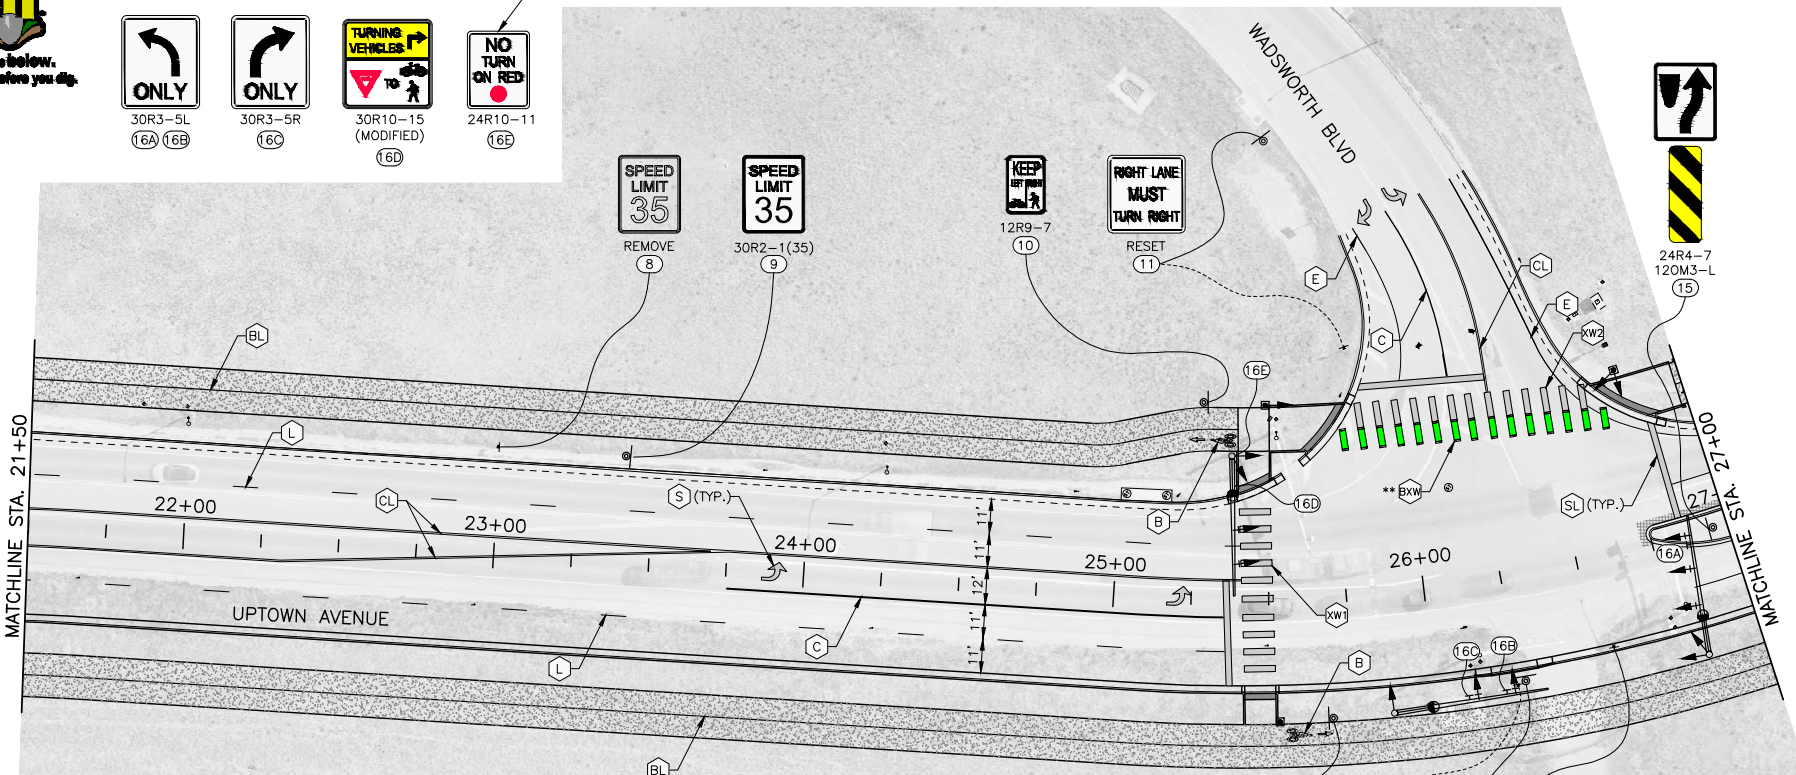 below.
before you dig.
ONLY
30R3-5L
16A 16B
ONLY
30R3-5R
16C
TURNING
VEHICLES
TO
30R10-15
(MODIFIED)
16D
NO
TURN
ON RED
24R10-11
16E
SPEED
LIMIT
35
REMOVE
8
SPEED
LIMIT
35
30R2-1(35)
9
KEEP
LEFT RIGHT
12R9-7
10
RIGHT LANE
MUST
TURN RIGHT
RESET
11
WADSWORTH BLVD
24R4-7
12OM3-L
15
E
CL
E
XW2
C
BL
16E
L
MATCHLINE STA. 21+50
22+00
CL
23+00
S (TYP.)
24+00
11'
11'
12'
11'
11'
25+00
B
16D
** BXW
SL (TYP.)
26+00
27+00
27-
16A
MATCHLINE STA.
UPTOWN AVENUE
XW1
C
L
B
16C
16B
B
BL